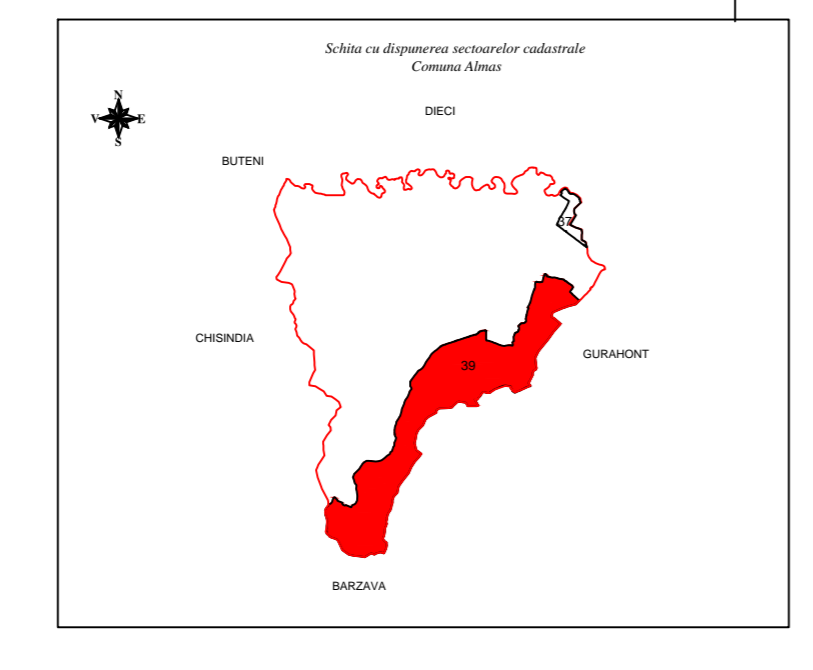 Schita cu dispunerea sectoarelor cadastrale
Comuna Almas
N
V E
S
DIECI
BUTENI
37
CHISINDIA
GURAHONT
39
BARZAVA